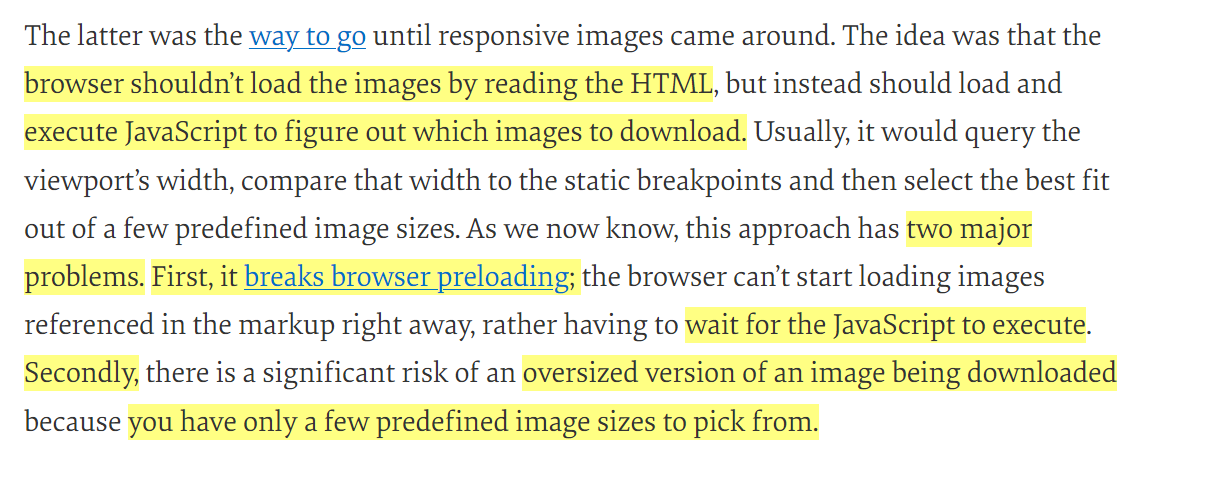 The latter was the way to go until responsive images came around. The idea was that the
browser shouldn’t load the images by reading the HTML, but instead should load and
execute JavaScript to figure out which images to download. Usually, it would query the
viewport’s width, compare that width to the static breakpoints and then select the best fit
out of a few predefined image sizes. As we now know, this approach has two major
problems. First, it breaks browser preloading; the browser can’t start loading images
referenced in the markup right away, rather having to wait for the JavaScript to execute.
Secondly, there is a significant risk of an oversized version of an image being downloaded
because you have only a few predefined image sizes to pick from.